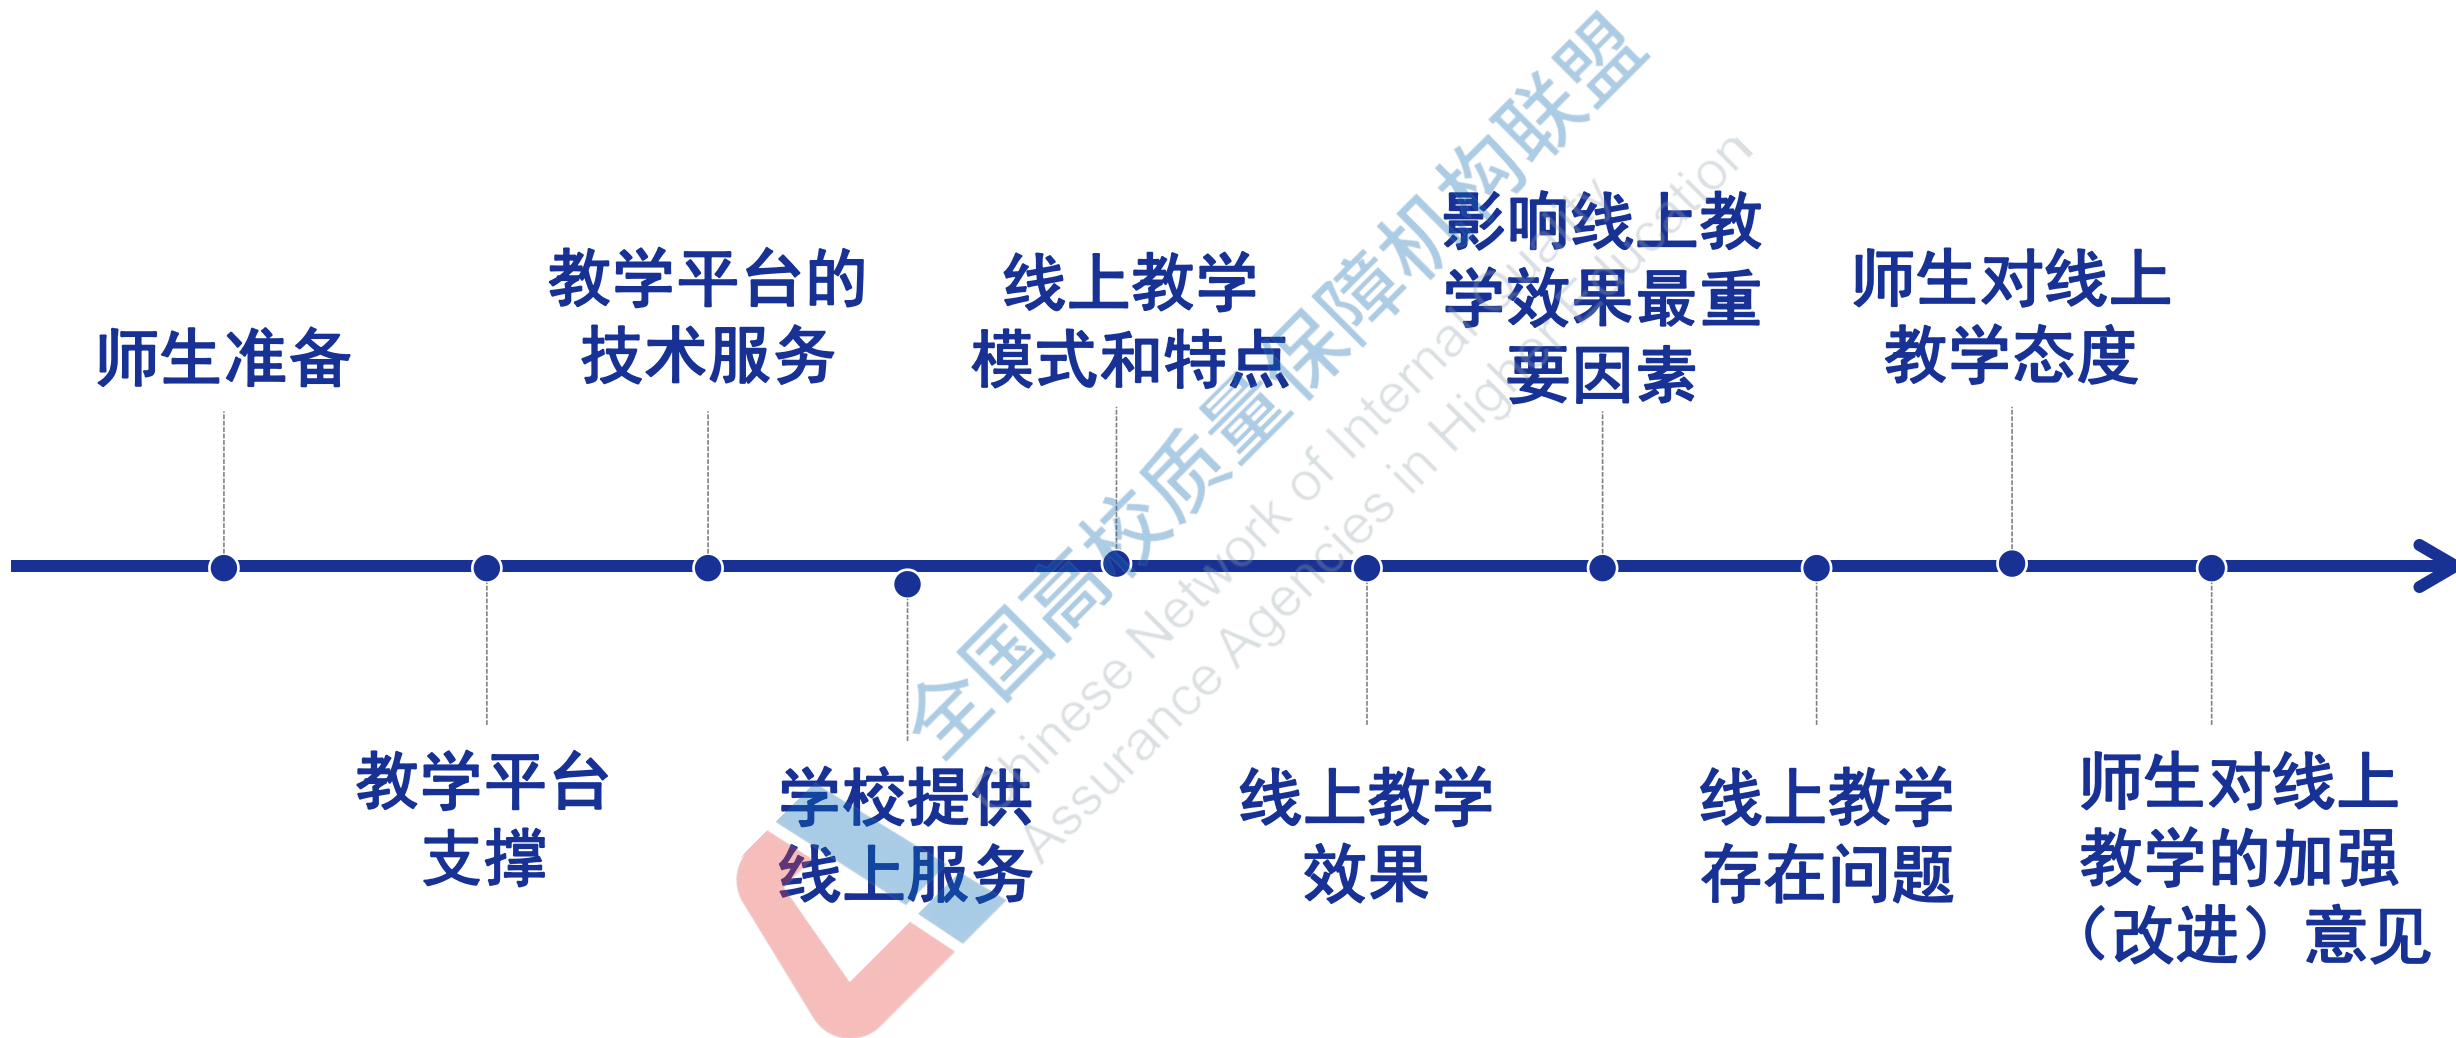 师生准备
教学平台
支撑
教学平台的
技术服务
学校提供
线上服务
线上教学
模式和特点
线上教学
效果
影响线上教
学效果最重
要因素
线上教学
存在问题
师生对线上
教学态度
师生对线上
教学的加强
（改进）意见
全国高校质量保障机构联盟
Chinese Network of Internal Quality
Assurance Agencies in Higher Education